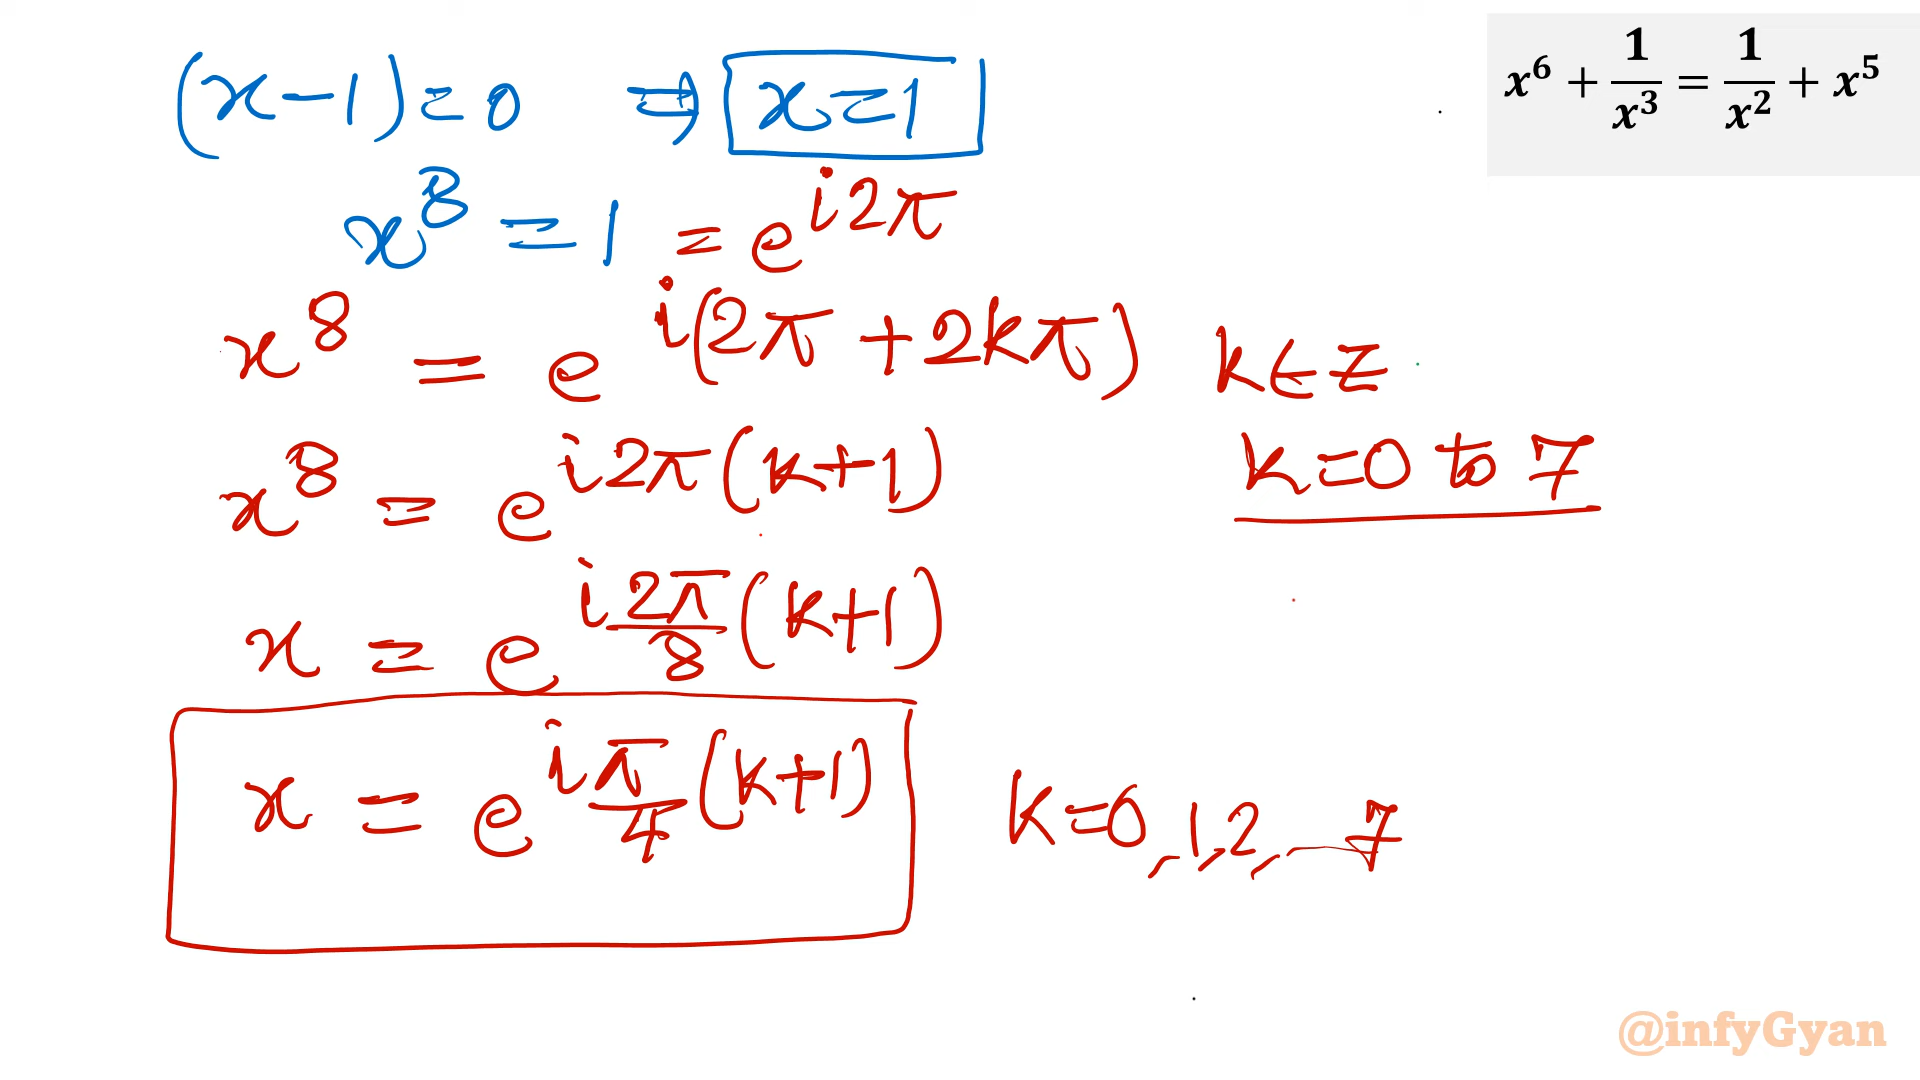 x⁶ + 1/x³ = 1/x² + x⁵
(x-1)=0 ⇒ x=1
x⁸ = 1 = e^{i2π}
x⁸ = e^{i(2π+2kπ)} k∈Z
x⁸ = e^{i2π(k+1)} k=0 to 7
x = e^{i 2π/8 (k+1)}
x = e^{i π/4 (k+1)} k=0,1,2,—7
@infyGyan